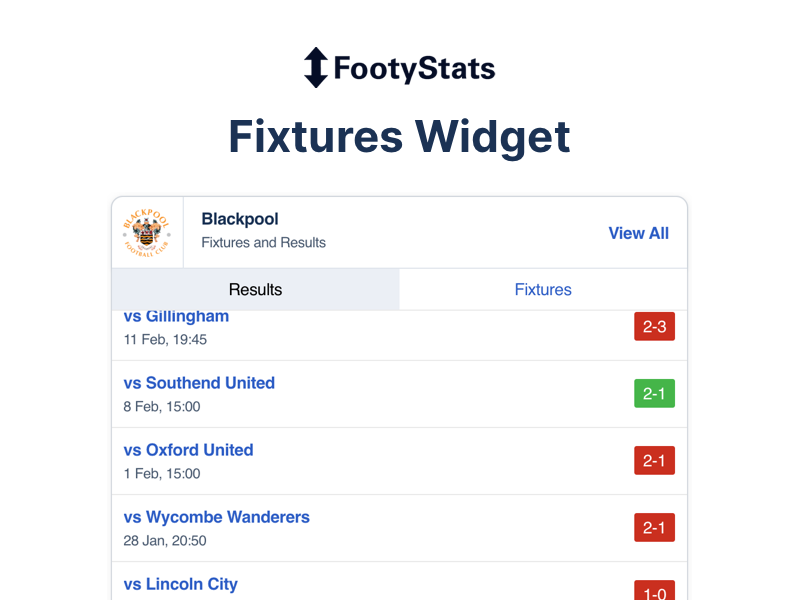 FootyStats
Fixtures Widget
BLACKPOOL
FOOTBALL CLUB
Blackpool
Fixtures and Results
View All
Results
Fixtures
vs Gillingham
11 Feb, 19:45
2-3
vs Southend United
8 Feb, 15:00
2-1
vs Oxford United
1 Feb, 15:00
2-1
vs Wycombe Wanderers
28 Jan, 20:50
2-1
vs Lincoln City
1-0